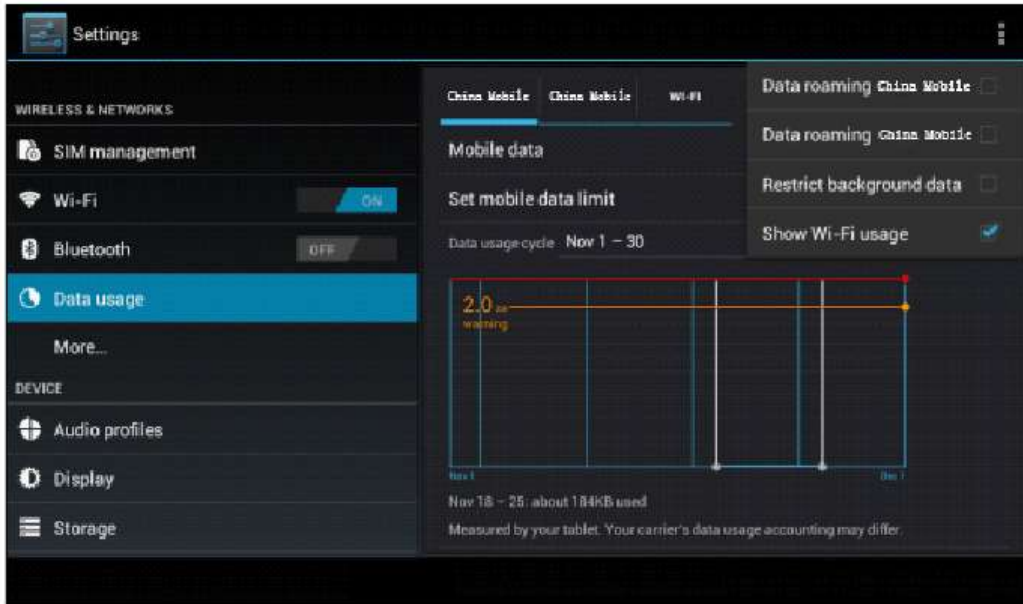 Settings
WIRELESS & NETWORKS
SIM management
Wi-Fi ON
Bluetooth OFF
Data usage
More...
DEVICE
Audio profiles
Display
Storage
China Mobile China Mobile WI-FI
Mobile data
Set mobile data limit
Data usage cycle Nov 1 – 30
Data roaming China Mobile
Data roaming China Mobile
Restrict background data
Show Wi-Fi usage
2.0
warning
Nov 1 Dec 1
Nov 18 – 25: about 184KB used
Measured by your tablet. Your carrier's data usage accounting may differ.